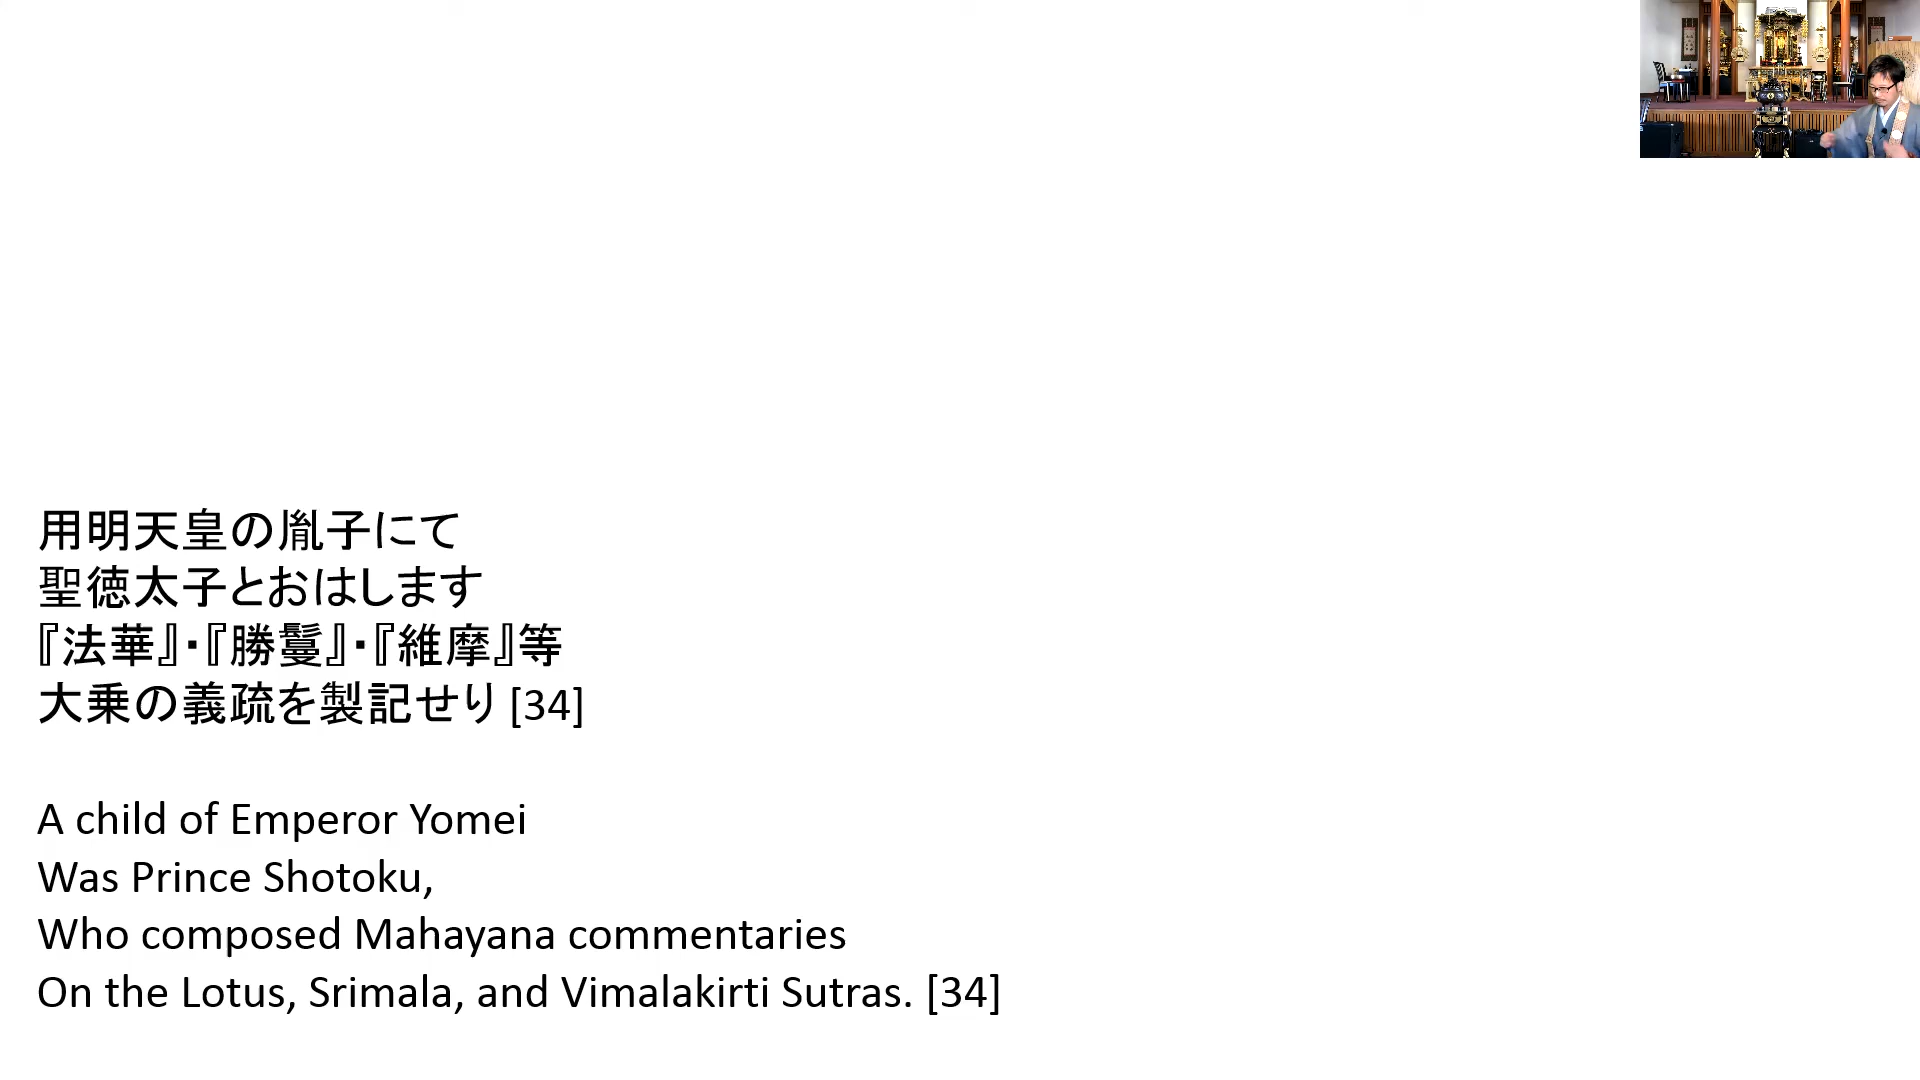 用明天皇の胤子にて
聖徳太子とおはします
『法華』・『勝鬘』・『維摩』等
大乗の義疏を製記せり [34]
A child of Emperor Yomei
Was Prince Shotoku,
Who composed Mahayana commentaries
On the Lotus, Srimala, and Vimalakirti Sutras. [34]